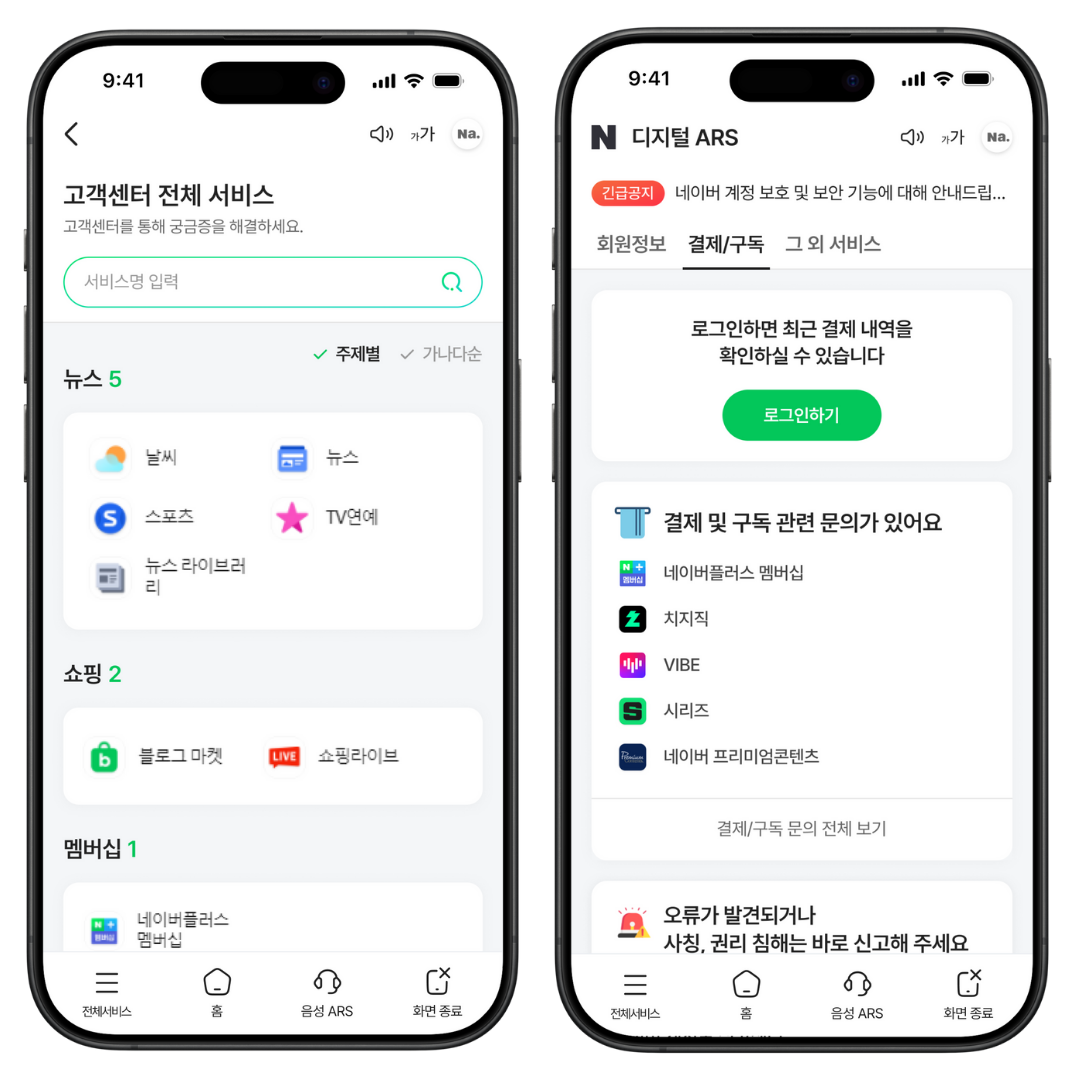 9:41
가가
Na.
고객센터 전체 서비스
고객센터를 통해 궁금증을 해결하세요.
서비스명 입력
주제별
가나다순
뉴스 5
날씨
뉴스
S
스포츠
TV연예
뉴스 라이브러
리
쇼핑 2
b
블로그 마켓
LIVE
쇼핑라이브
멤버십 1
N +
멤버십
네이버플러스
멤버십
전체서비스
홈
음성 ARS
화면 종료
9:41
N 디지털 ARS
가가
Na.
긴급공지 네이버 계정 보호 및 보안 기능에 대해 안내드립...
회원정보 결제/구독 그 외 서비스
로그인하면 최근 결제 내역을
확인하실 수 있습니다
로그인하기
결제 및 구독 관련 문의가 있어요
N +
멤버십
네이버플러스 멤버십
치지직
VIBE
S
시리즈
Premium
네이버 프리미엄콘텐츠
결제/구독 문의 전체 보기
오류가 발견되거나
사칭, 권리 침해는 바로 신고해 주세요
전체서비스
홈
음성 ARS
화면 종료